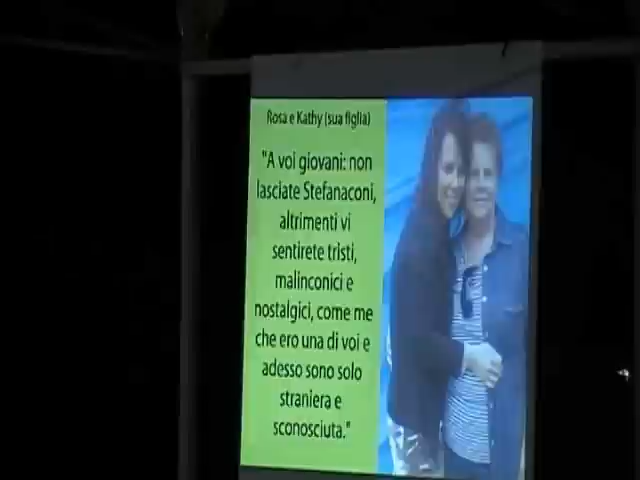 Rosa e Kathy (sua figlia)
"A voi giovani: non
lasciate Stefanaconi,
altrimenti vi
sentirete tristi,
malinconici e
nostalgici, come me
che ero una di voi e
adesso sono solo
straniera e
sconosciuta."